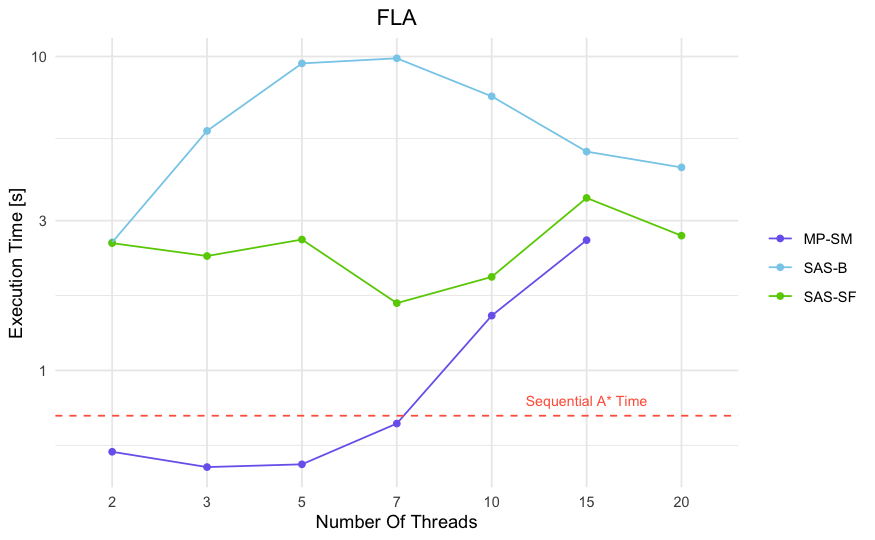 FLA
10
3
1
Execution Time [s]
Sequential A* Time
2 3 5 7 10 15 20
Number Of Threads
MP-SM
SAS-B
SAS-SF